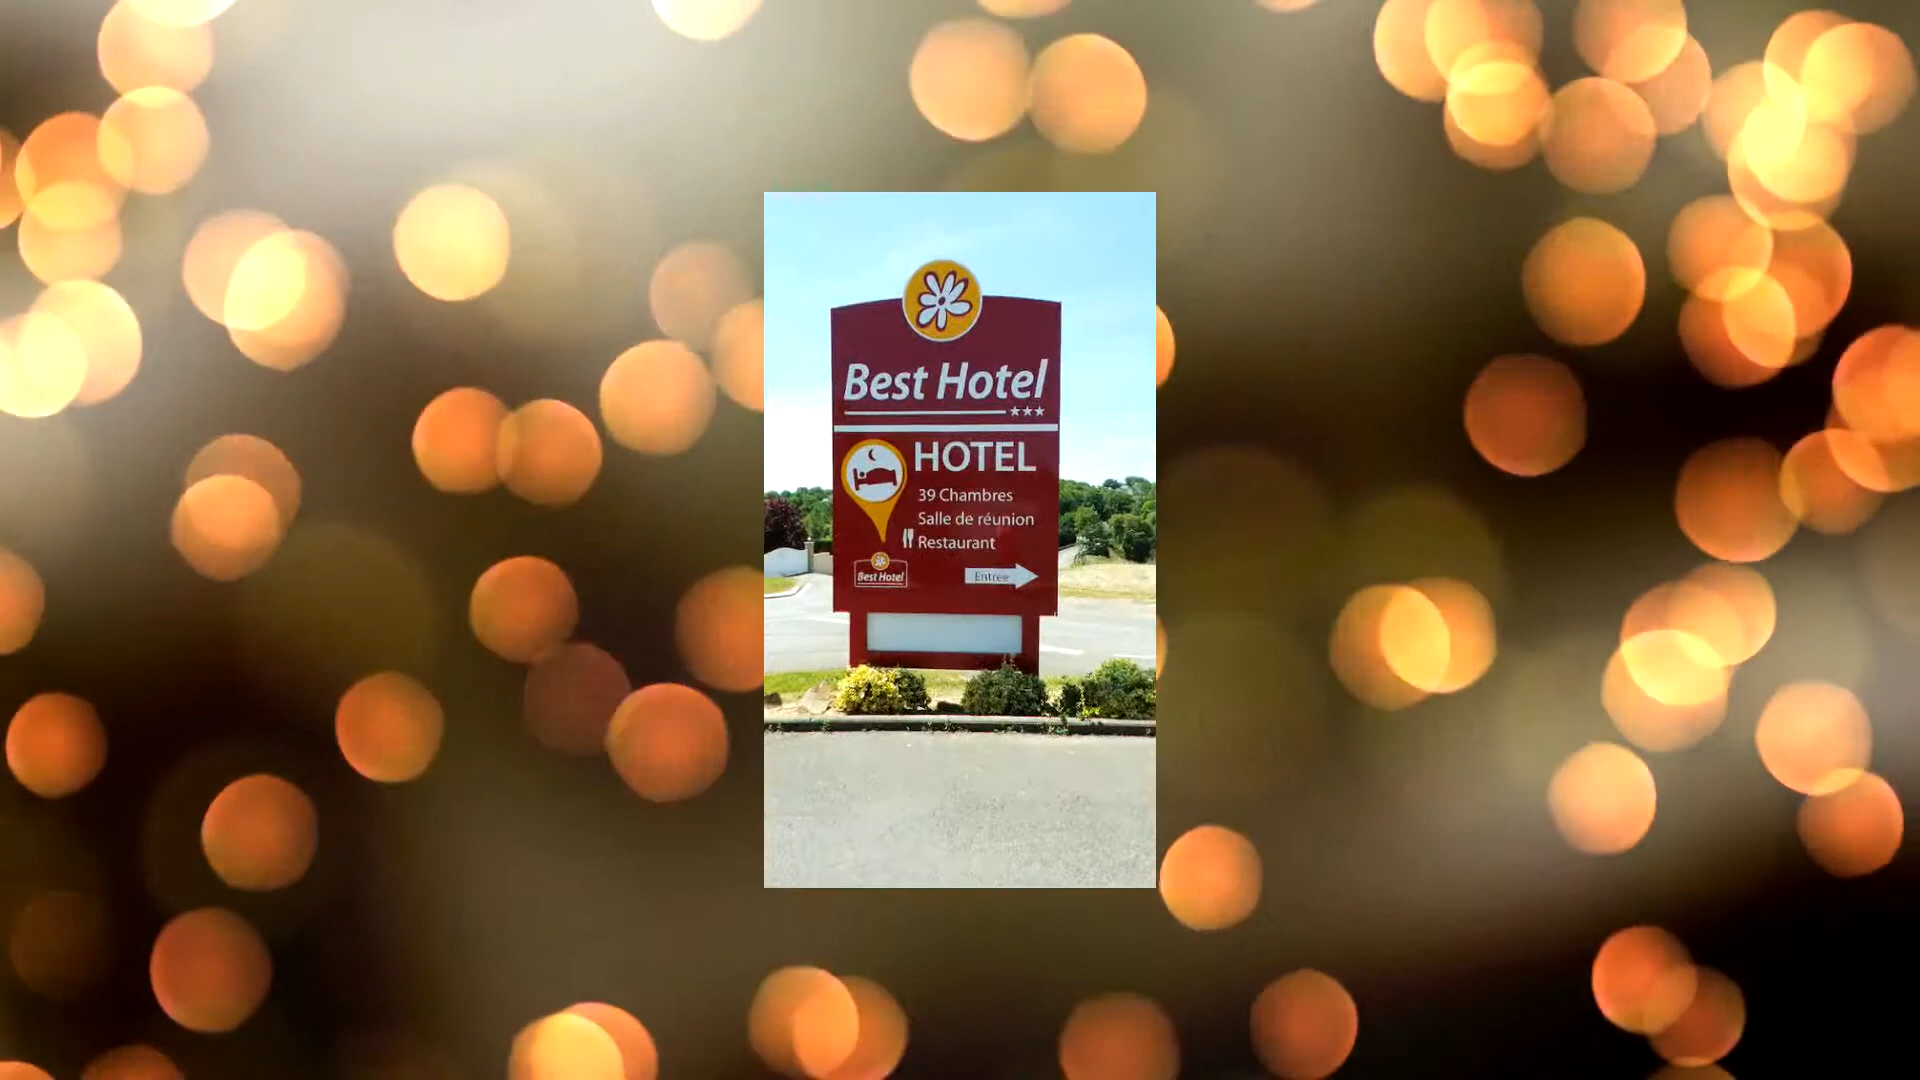 Best Hotel
HOTEL
39 Chambres
Salle de réunion
Restaurant
Best Hotel
Entrée